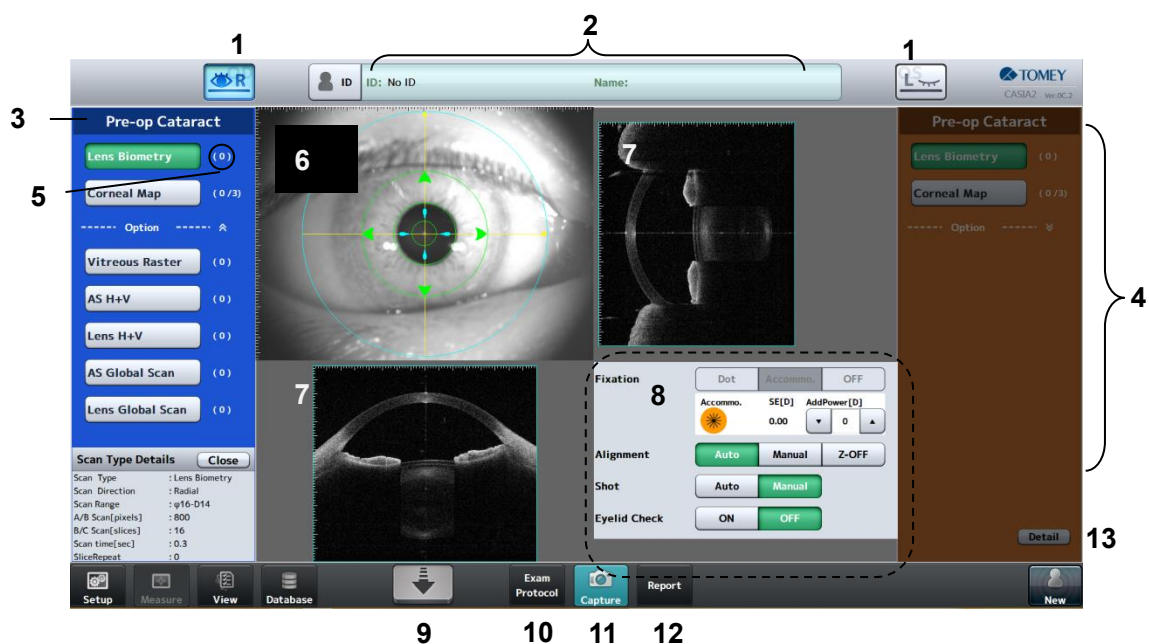 1
2
1
OD
R
ID
ID: No ID
Name:
OS
L
TOMEY
CASIA2 Ver.0C.2
3
Pre-op Cataract
Lens Biometry
(0)
5
Corneal Map
(0/3)
Option
Vitreous Raster
(0)
AS H+V
(0)
Lens H+V
(0)
AS Global Scan
(0)
Lens Global Scan
(0)
Scan Type Details
Close
Scan Type : Lens Biometry
Scan Direction : Radial
Scan Range : φ16-D14
A/B Scan[pixels] : 800
B/C Scan[slices] : 16
Scan time[sec] : 0.3
SliceRepeat : 0
6
7
7
8
Fixation
Dot
Accommo.
OFF
Accommo.
SE[D]
AddPower[D]
0.00
0
Alignment
Auto
Manual
Z-OFF
Shot
Auto
Manual
Eyelid Check
ON
OFF
Pre-op Cataract
Lens Biometry
(0)
Corneal Map
(0/3)
Option
4
Detail
13
Setup
Measure
View
Database
Exam
Protocol
Capture
Report
New
9
10
11
12